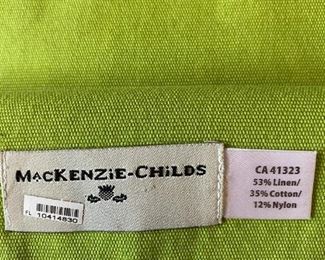 MACKENZIE-CHILDS
FL 10414830
CA 41323
53% Linen/
35% Cotton/
12% Nylon